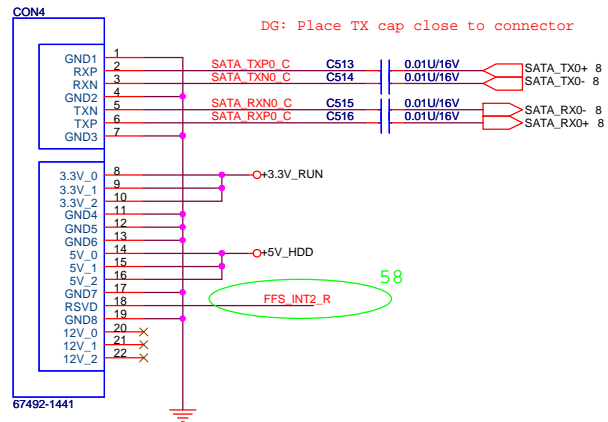 CON4
DG: Place TX cap close to connector
GND1 1
RXP 2 SATA_TXP0_C C513 0.01U/16V SATA_TX0+ 8
RXN 3 SATA_TXN0_C C514 0.01U/16V SATA_TX0- 8
GND2 4
TXN 5 SATA_RXN0_C C515 0.01U/16V SATA_RX0- 8
TXP 6 SATA_RXP0_C C516 0.01U/16V SATA_RX0+ 8
GND3 7
3.3V_0 8 +3.3V_RUN
3.3V_1 9
3.3V_2 10
GND4 11
GND5 12
GND6 13
5V_0 14 +5V_HDD
5V_1 15
5V_2 16
58
GND7 17
RSVD 18 FFS_INT2_R
GND8 19
12V_0 20
12V_1 21
12V_2 22
67492-1441